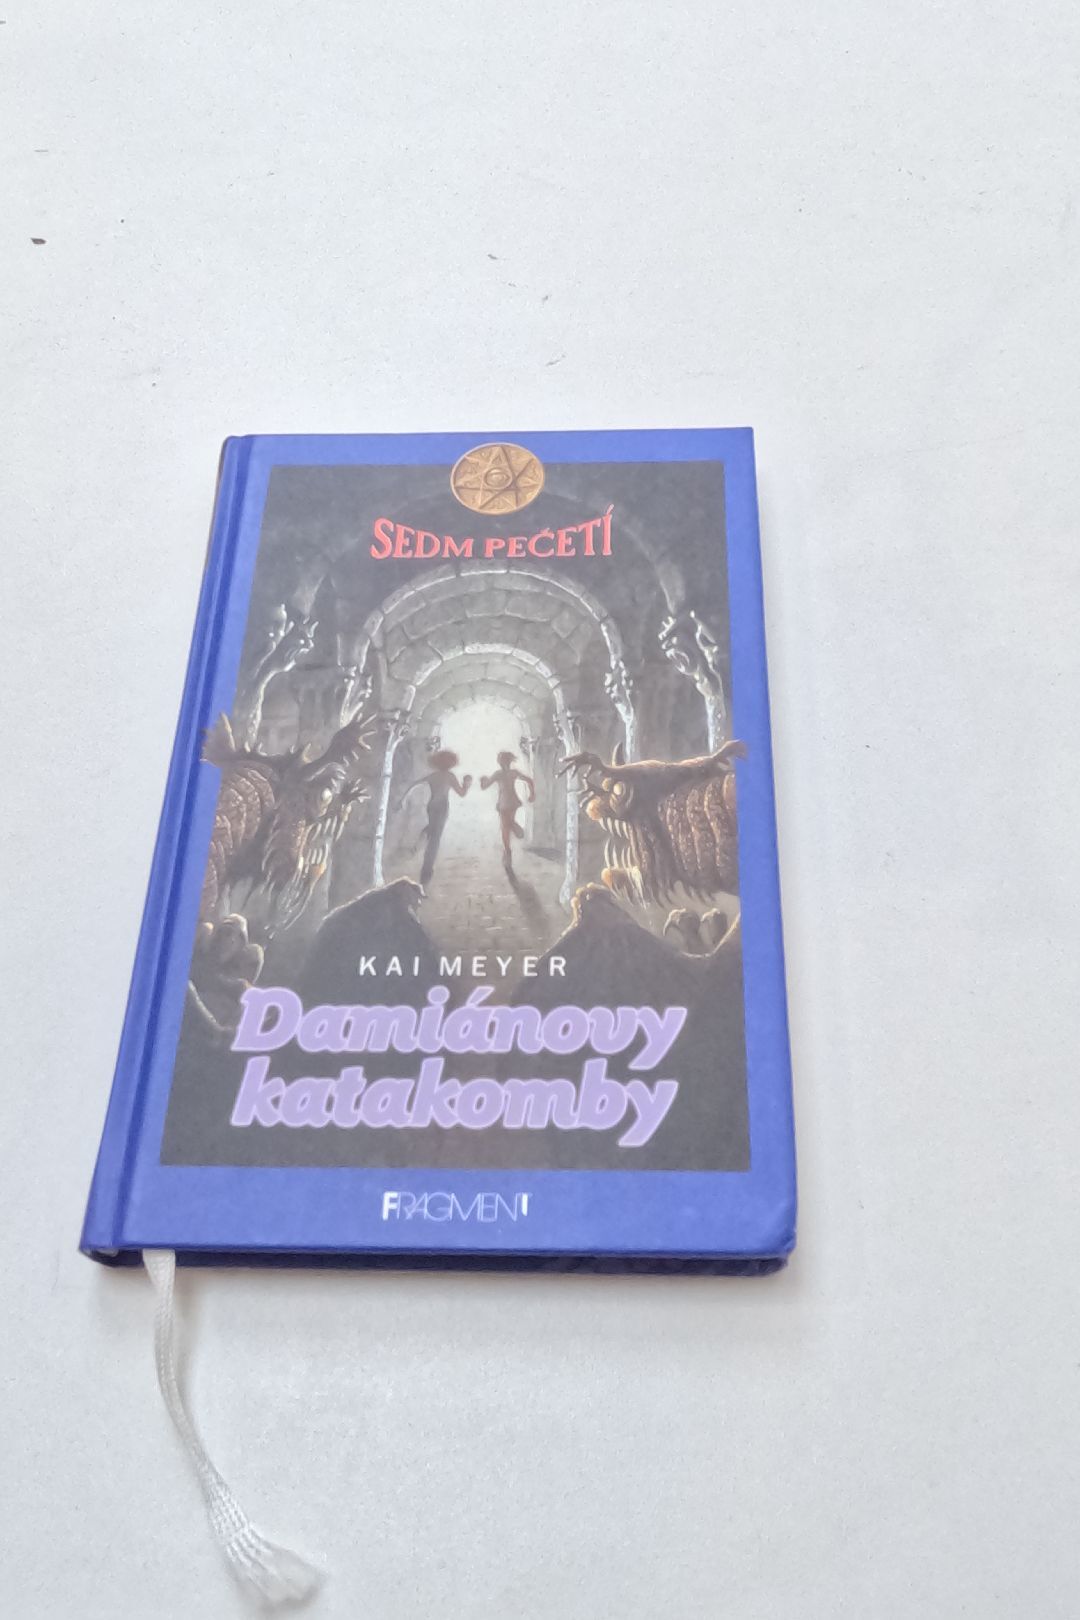 SEDM PEČETÍ
KAI MEYER
Damiánovy
katakomby
FRAGMENT